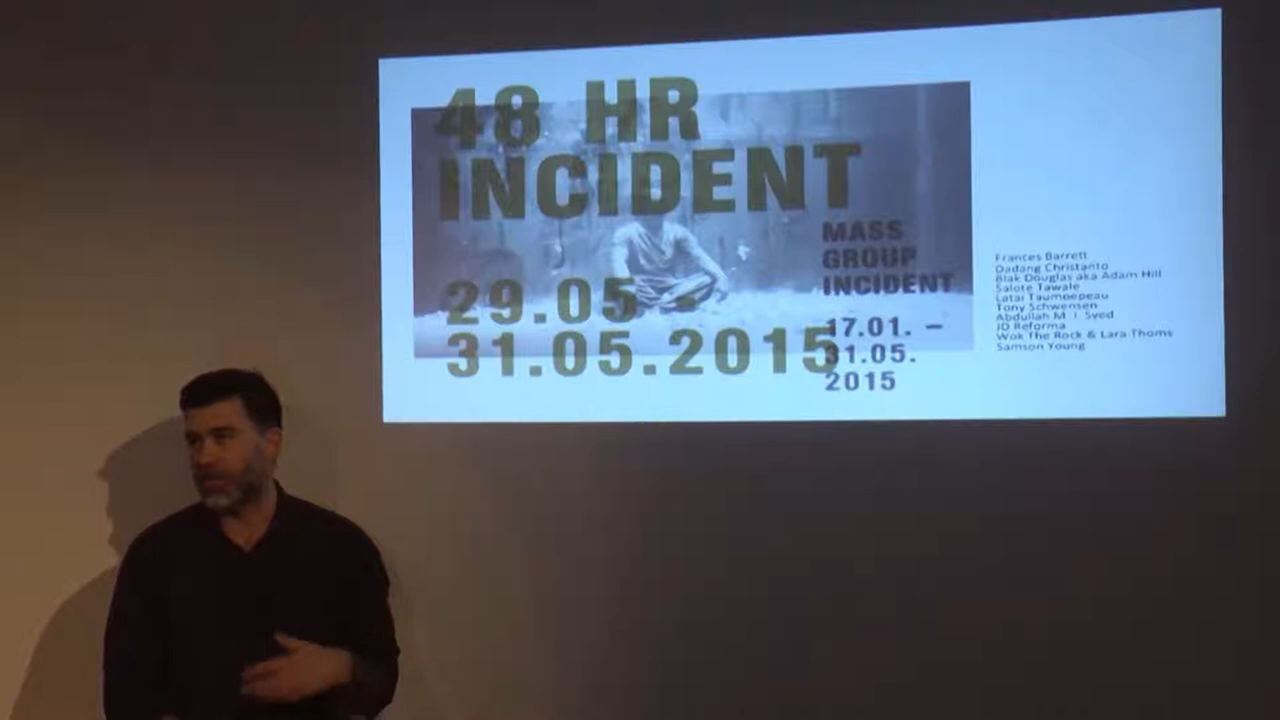 48 HR
INCIDENT
29.05 -
31.05.2015
MASS
GROUP
INCIDENT
17.01. –
31.05.
2015
Frances Barrett
Dadang Christanto
Blak Douglas aka Adam Hill
Salote Tawale
Latai Taumoepeau
Tony Schwensen
Abdullah M. I. Syed
JD Reforma
Wok The Rock & Lara Thoms
Samson Young